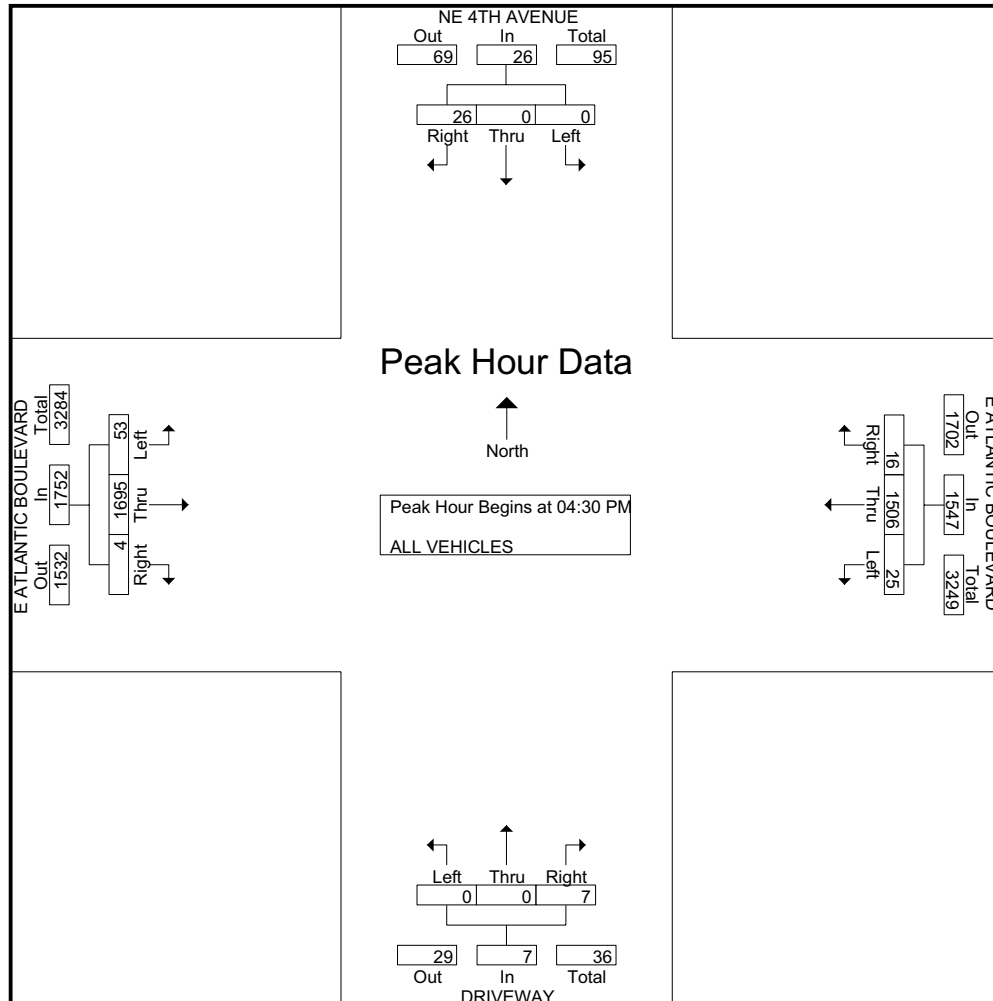 NE 4TH AVENUE
Out In Total
69 26 95
26 0 0
Right Thru Left
Peak Hour Data
North
Peak Hour Begins at 04:30 PM
ALL VEHICLES
E ATLANTIC BOULEVARD
Out In Total
1532 1752 3284
4 1695 53
Right Thru Left
E ATLANTIC BOULEVARD
Out In Total
1702 1547 3249
16 1506 25
Right Thru Left
Left Thru Right
0 0 7
29 7 36
Out In Total
DRIVEWAY